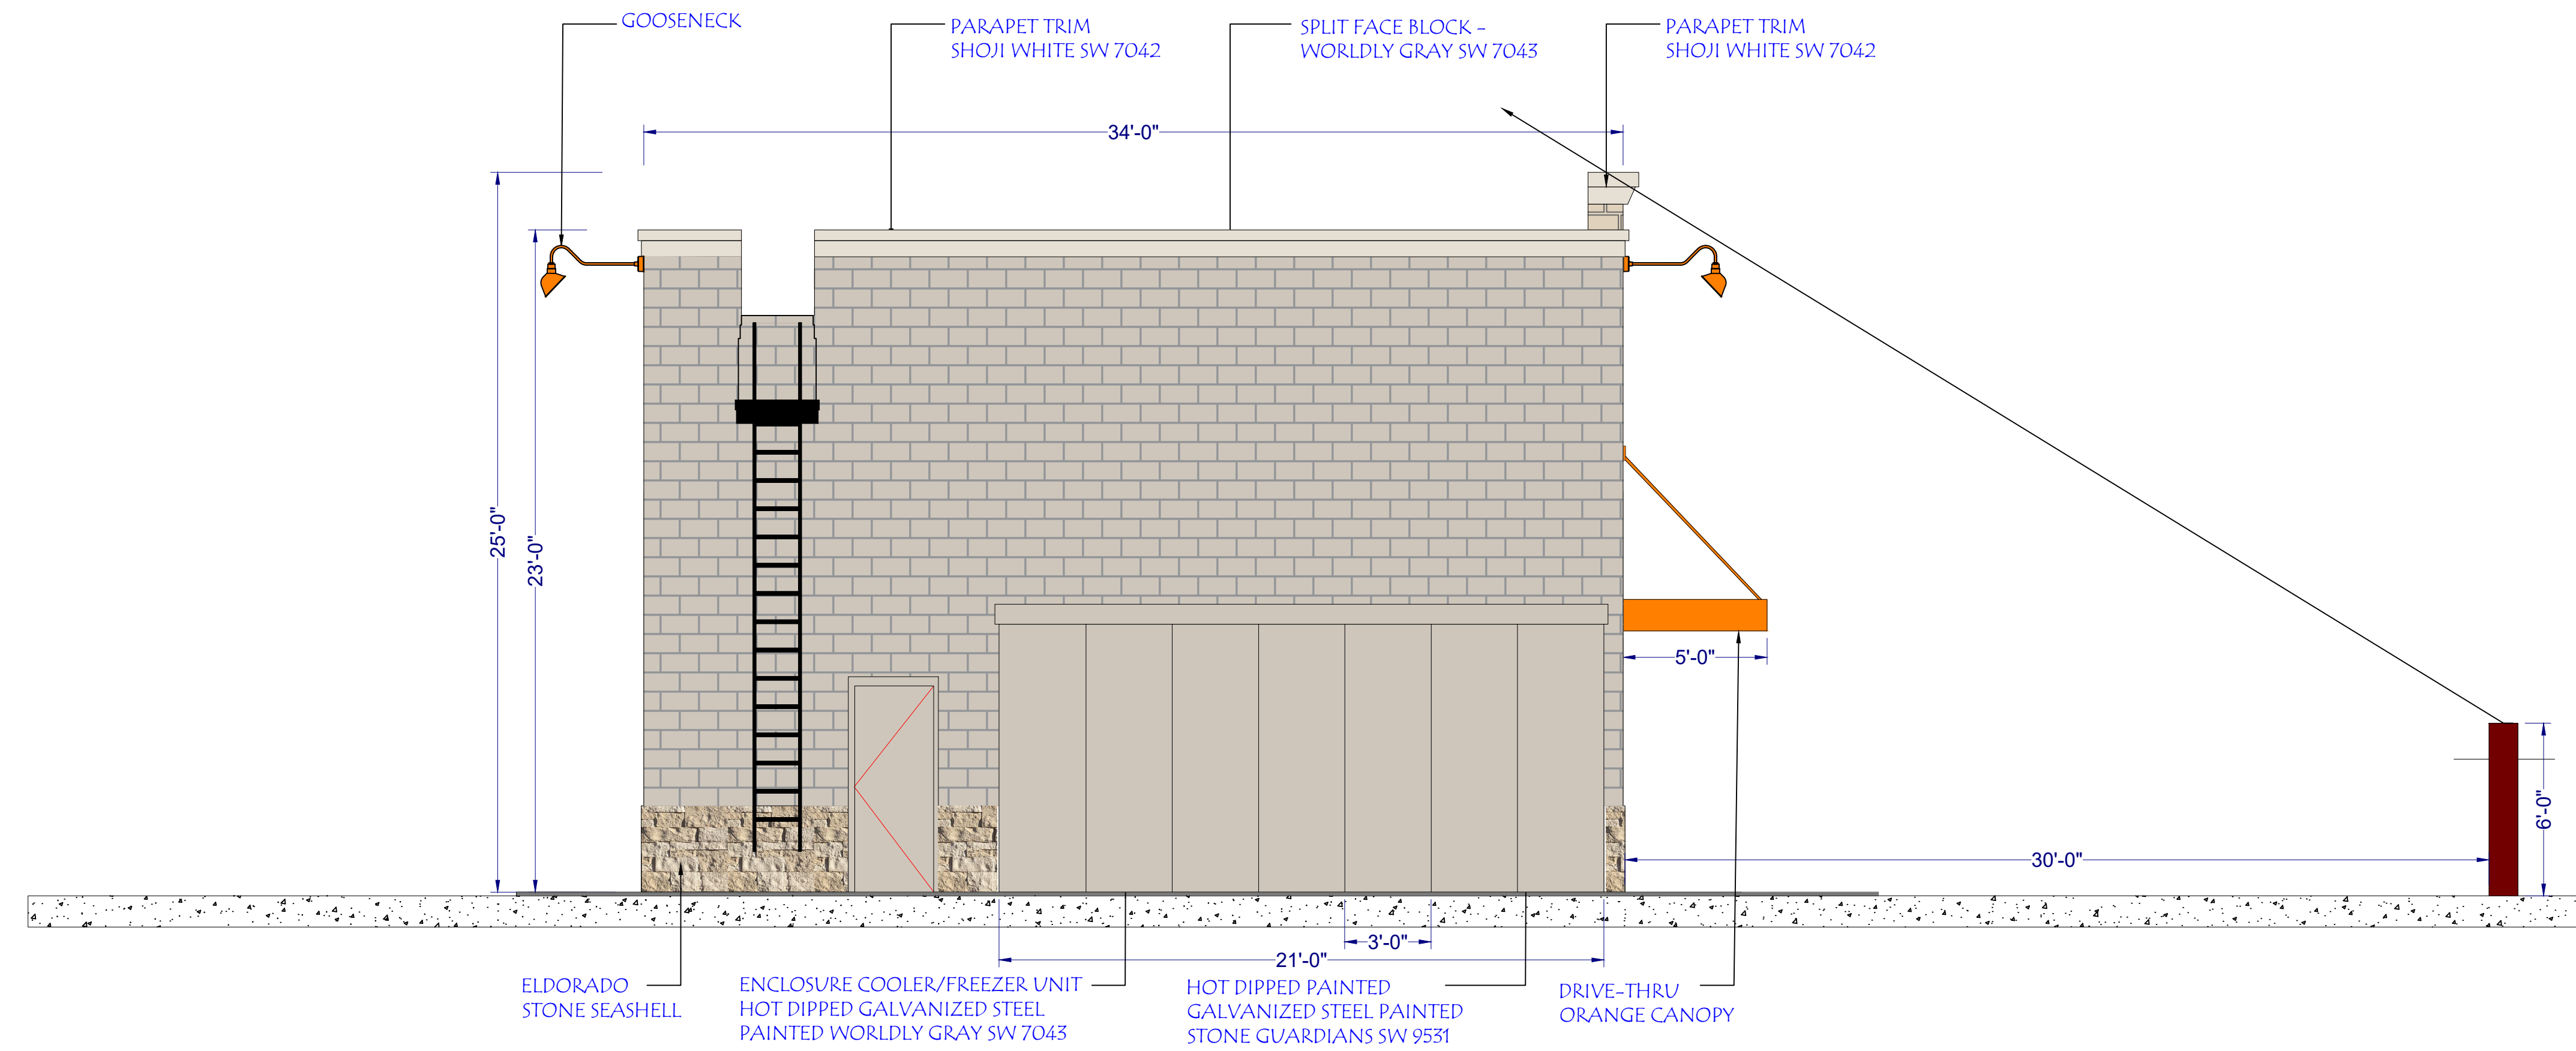 GOOSENECK
PARAPET TRIM
SHOJI WHITE SW 7042
SPLIT FACE BLOCK -
WORLDLY GRAY SW 7043
PARAPET TRIM
SHOJI WHITE SW 7042
34'-0"
25'-0"
23'-0"
5'-0"
6'-0"
30'-0"
3'-0"
21'-0"
ELDORADO
STONE SEASHELL
ENCLOSURE COOLER/FREEZER UNIT
HOT DIPPED GALVANIZED STEEL
PAINTED WORLDLY GRAY SW 7043
HOT DIPPED PAINTED
GALVANIZED STEEL PAINTED
STONE GUARDIANS SW 9531
DRIVE-THRU
ORANGE CANOPY